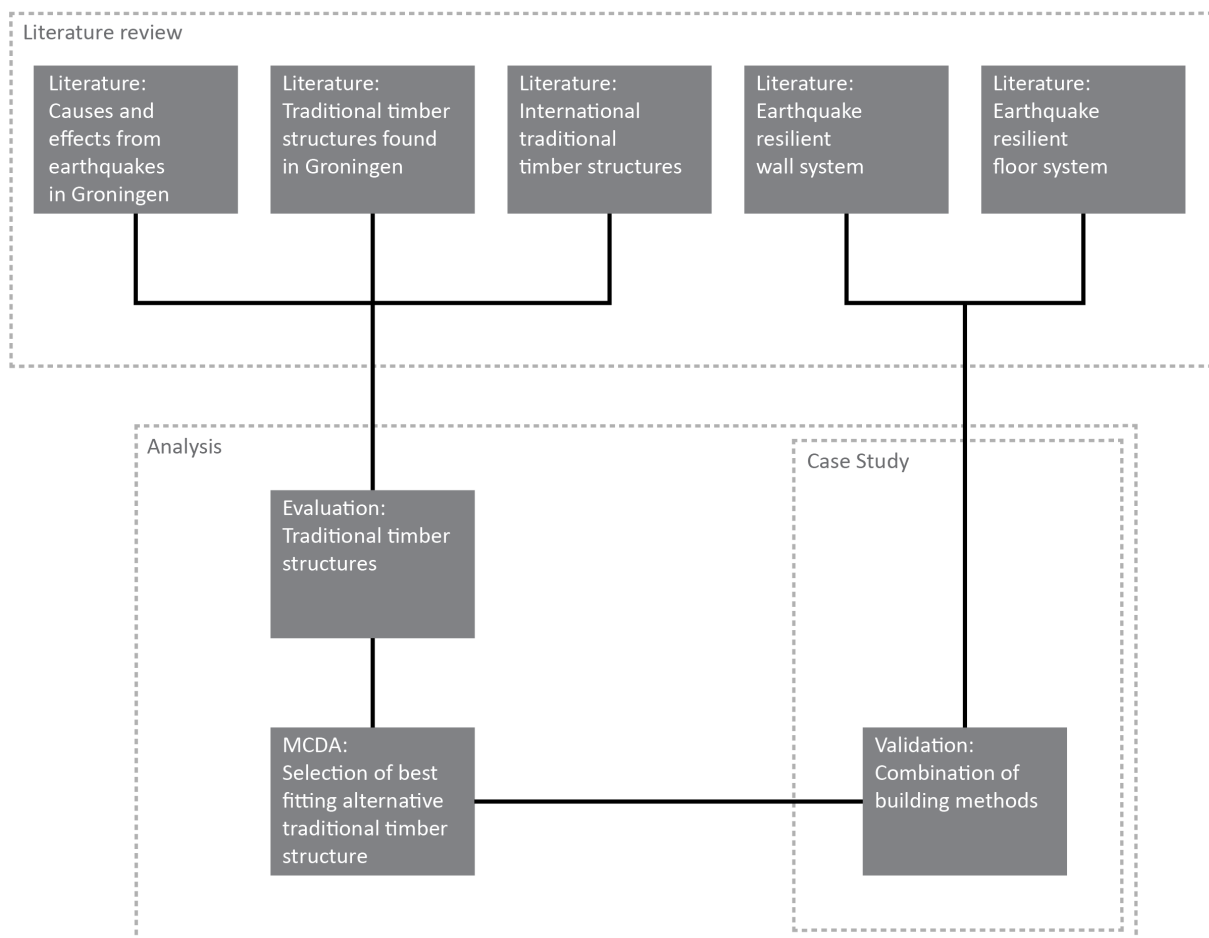 Literature review
Literature:
Causes and
effects from
earthquakes
in Groningen
Literature:
Traditional timber
structures found
in Groningen
Literature:
International
traditional
timber structures
Literature:
Earthquake
resilient
wall system
Literature:
Earthquake
resilient
floor system
Analysis
Case Study
Evaluation:
Traditional timber
structures
MCDA:
Selection of best
fitting alternative
traditional timber
structure
Validation:
Combination of
building methods